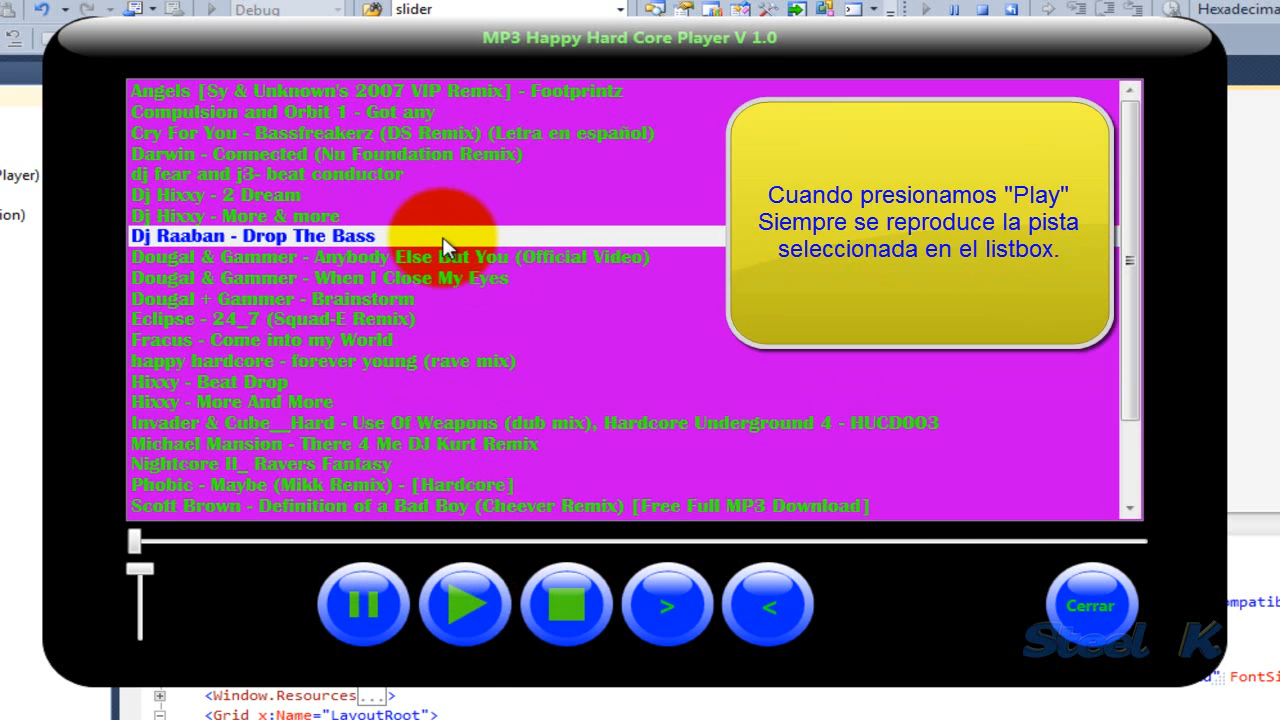 Debug
slider
Hexadecima
MP3 Happy Hard Core Player V 1.0
Player)
ion)
Angels [Sy & Unknown's 2007 VIP Remix] - Footprintz
Compulsion and Orbit 1 - Got any
Cry For You - Bassfreakerz (DS Remix) (Letra en español)
Darwin - Connected (Nu Foundation Remix)
dj fear and j3- beat conductor
Dj Hixxy - 2 Dream
Dj Hixxy - More & more
Dj Raaban - Drop The Bass
Dougal & Gammer - Anybody Else But You (Official Video)
Dougal & Gammer - When I Close My Eyes
Dougal + Gammer - Brainstorm
Eclipse - 24_7 (Squad-E Remix)
Fracus - Come into my World
happy hardcore - forever young (rave mix)
Hixxy - Beat Drop
Hixxy - More And More
Invader & Cube__Hard - Use Of Weapons (dub mix), Hardcore Underground 4 - HUCD003
Michael Mansion - There 4 Me DJ Kurt Remix
Nightcore II_ Ravers Fantasy
Phobic - Maybe (Mikk Remix) - [Hardcore]
Scott Brown - Definition of a Bad Boy (Cheever Remix) [Free Full MP3 Download]
Cuando presionamos "Play"
Siempre se reproduce la pista
seleccionada en el listbox.
>
<
Cerrar
ompatib
Steel K
d" FontSi
<Window.Resources...>
<Grid x:Name="LayoutRoot">